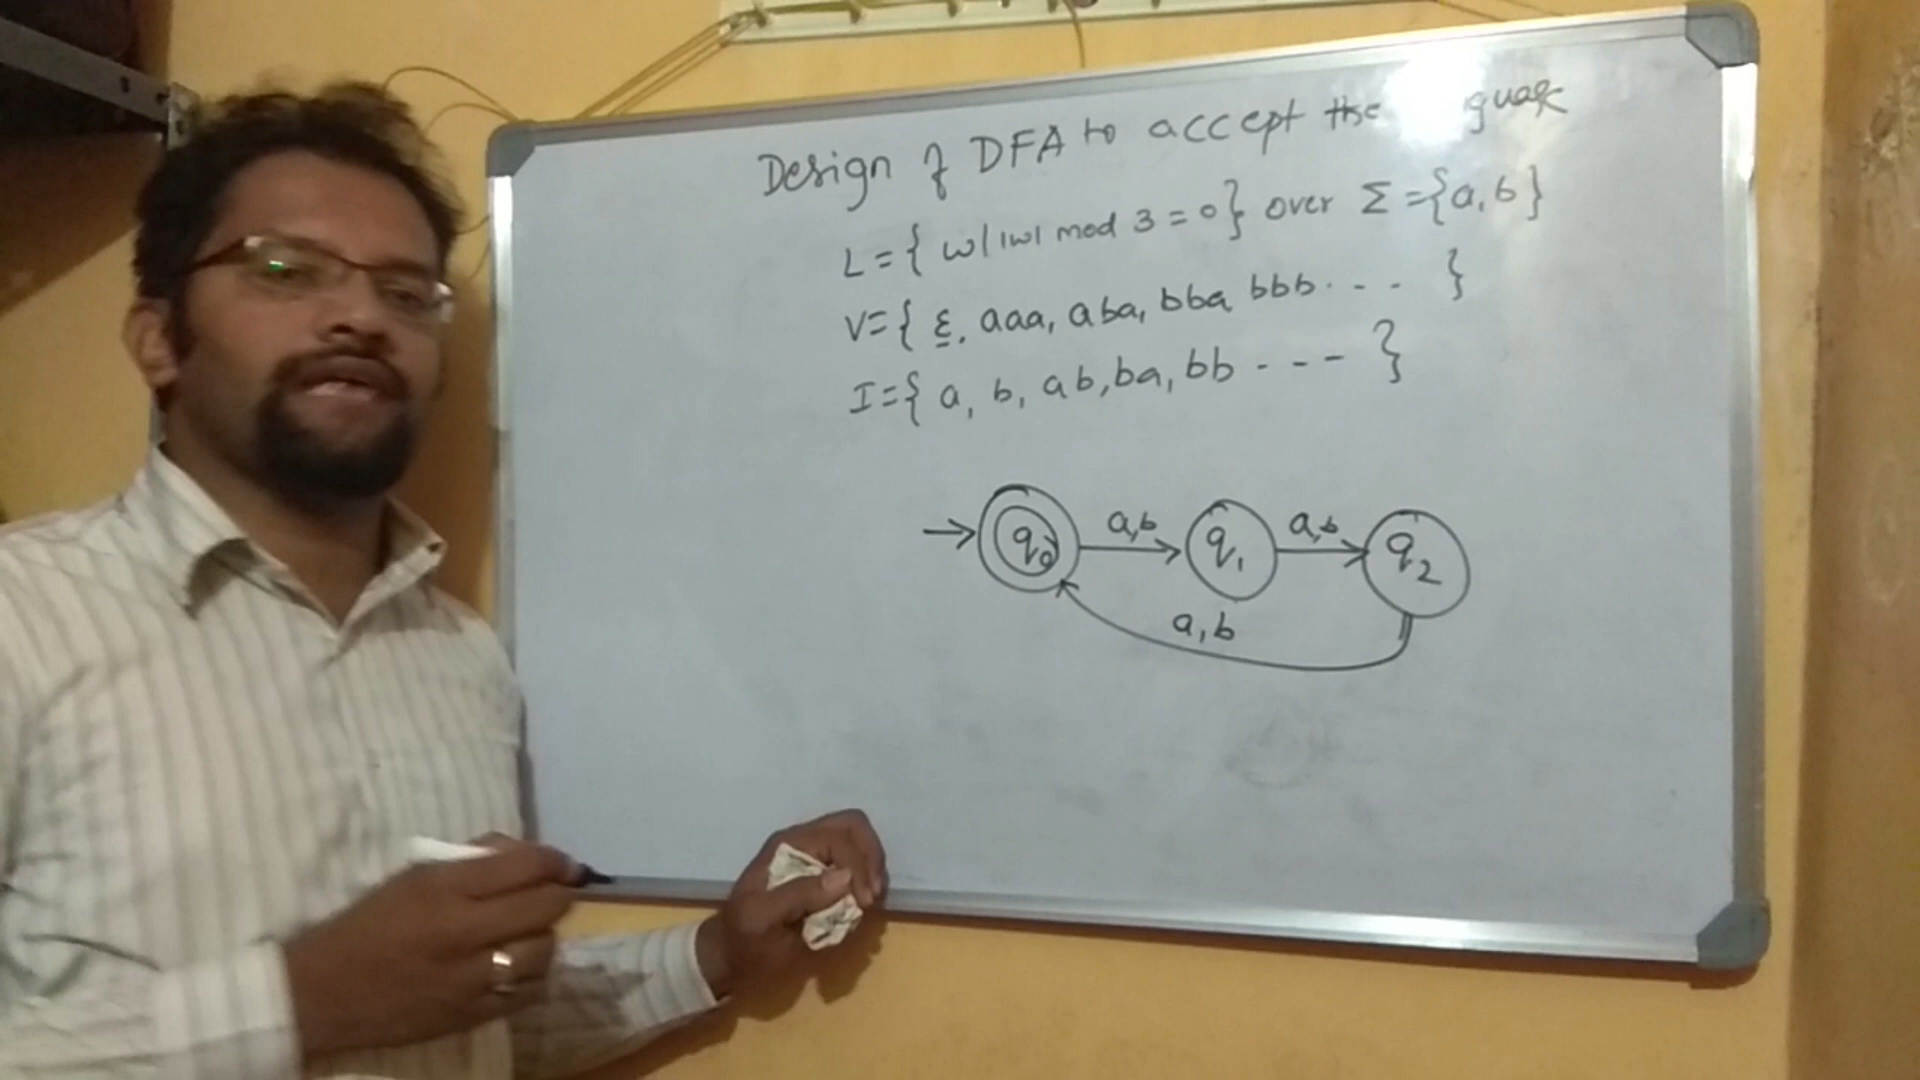 Design of DFA to accept the
L = { w/ |w| mod 3 = 0 } over Σ = {a, b}
V = { ε, aaa, aba, bba, bbb . - - }
I = { a, b, ab, ba, bb - - - }
a,b a,b
q0 q1 q2
a,b